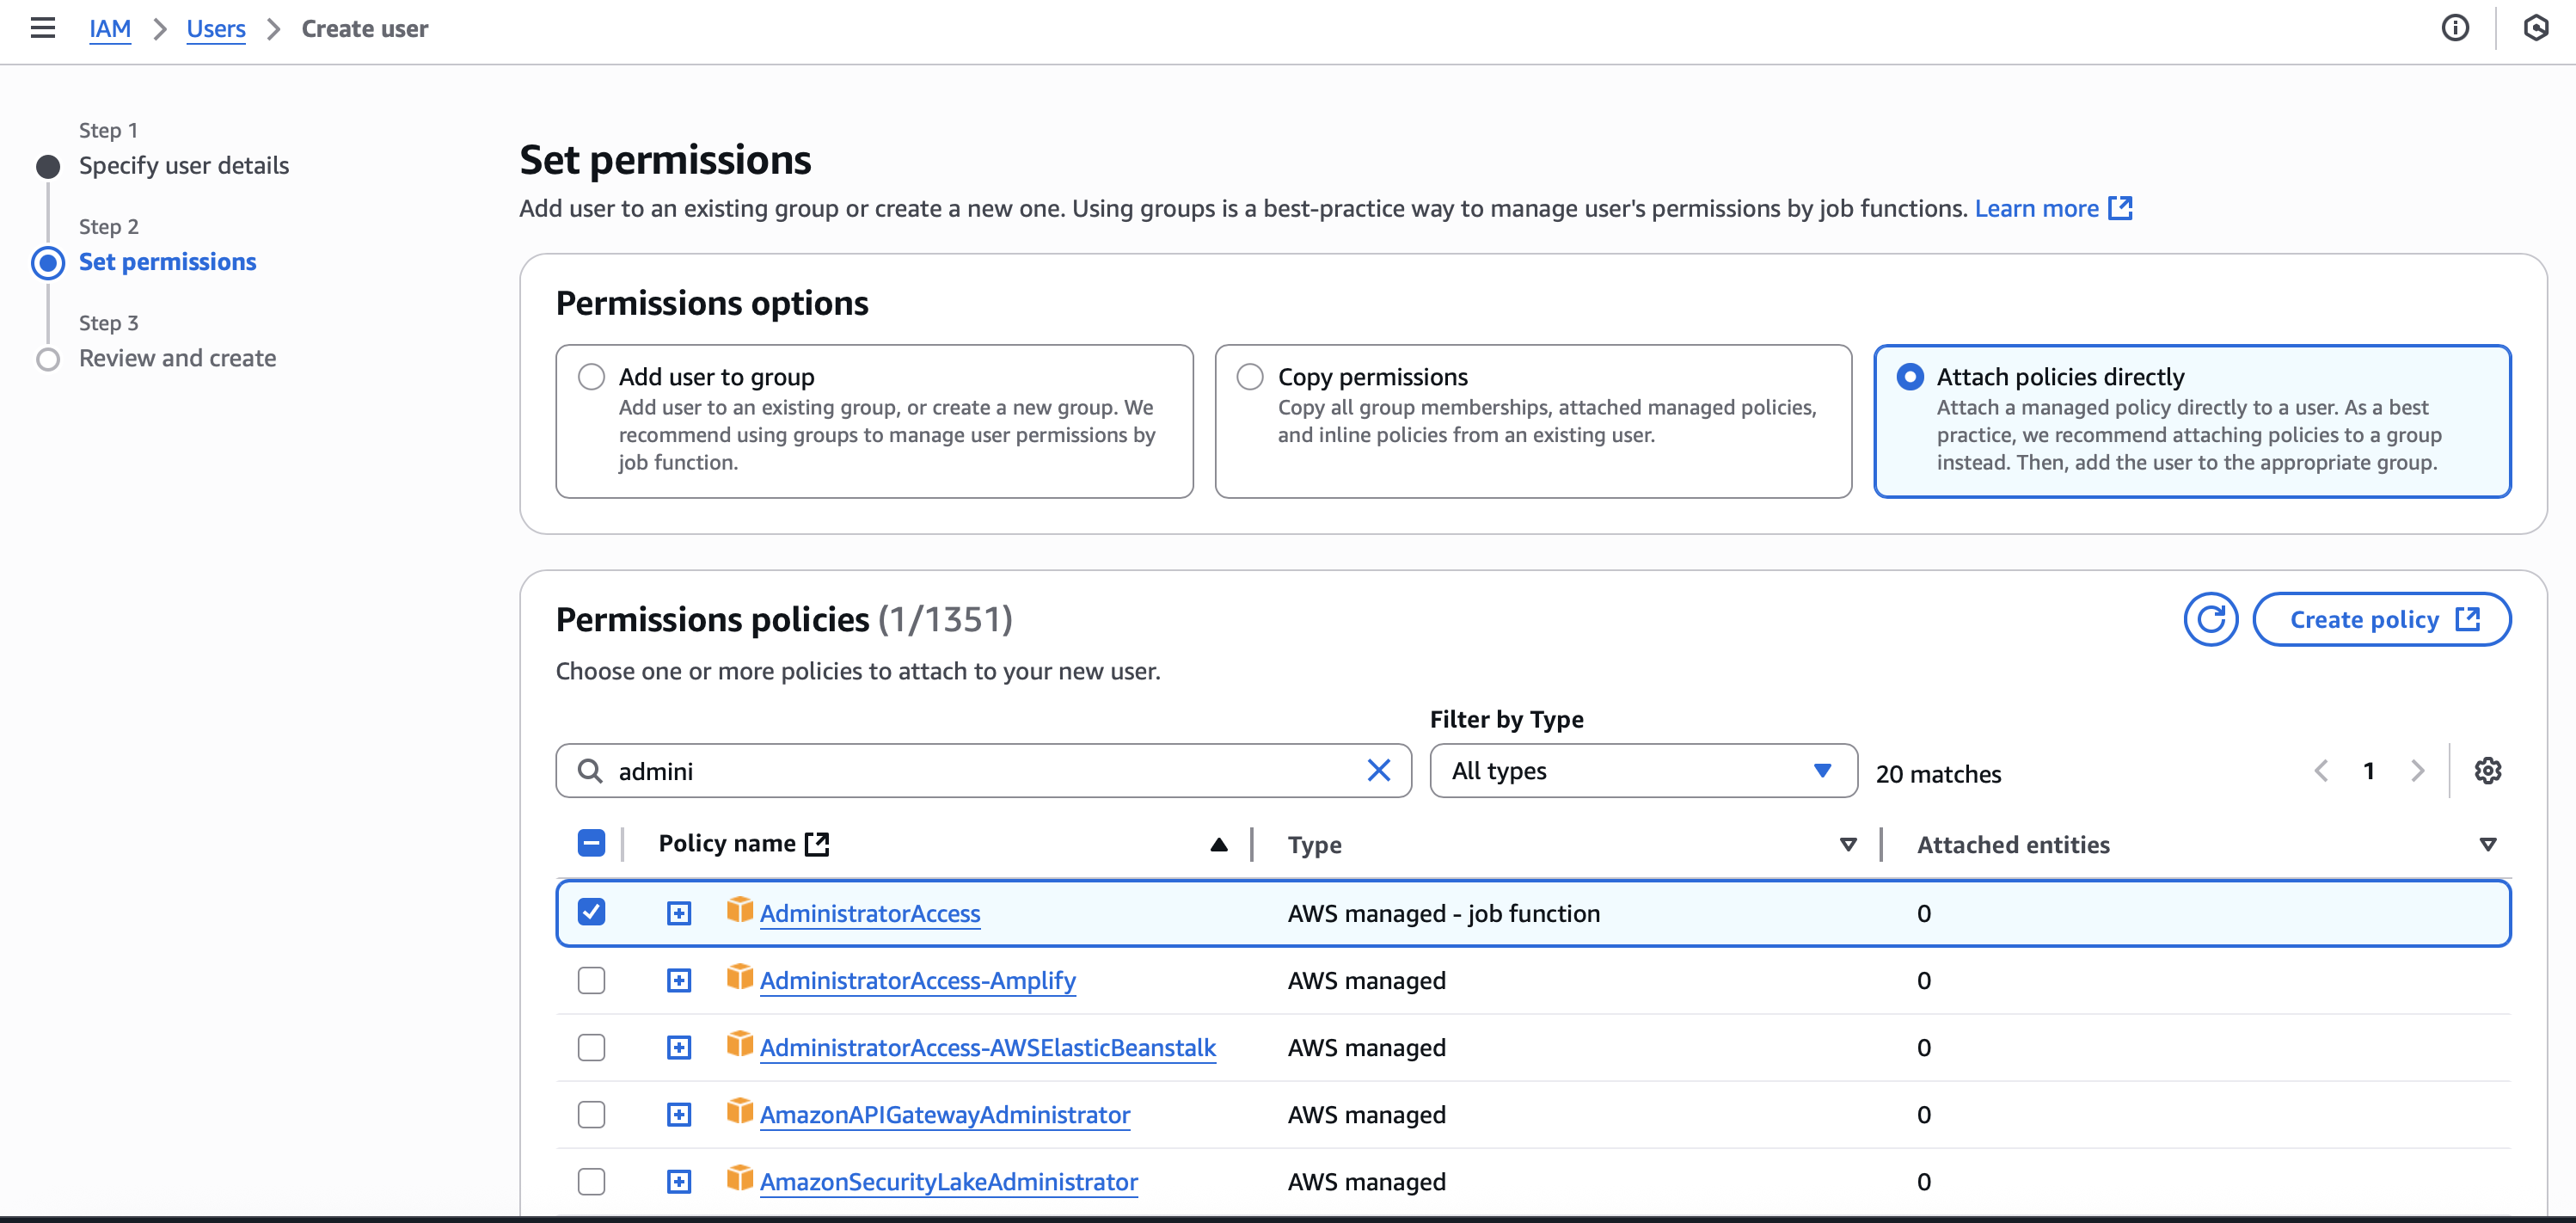 IAM > Users > Create user
Step 1
Specify user details
Step 2
Set permissions
Step 3
Review and create
Set permissions
Add user to an existing group or create a new one. Using groups is a best-practice way to manage user's permissions by job functions. Learn more
Permissions options
Add user to group
Add user to an existing group, or create a new group. We
recommend using groups to manage user permissions by
job function.
Copy permissions
Copy all group memberships, attached managed policies,
and inline policies from an existing user.
Attach policies directly
Attach a managed policy directly to a user. As a best
practice, we recommend attaching policies to a group
instead. Then, add the user to the appropriate group.
Permissions policies (1/1351)
Create policy
Choose one or more policies to attach to your new user.
Filter by Type
admini
All types
20 matches
1
Policy name Type Attached entities
AdministratorAccess AWS managed - job function 0
AdministratorAccess-Amplify AWS managed 0
AdministratorAccess-AWSElasticBeanstalk AWS managed 0
AmazonAPIGatewayAdministrator AWS managed 0
AmazonSecurityLakeAdministrator AWS managed 0